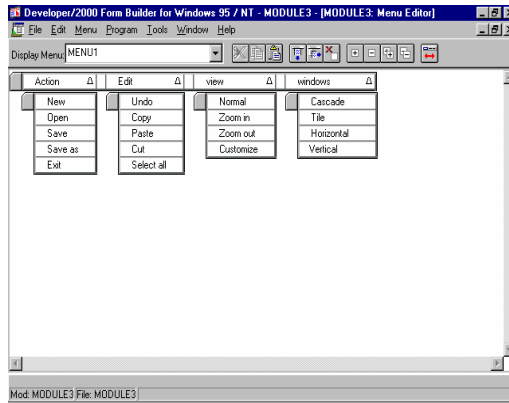 Developer/2000 Form Builder for Windows 95 / NT - MODULE3 - [MODULE3: Menu Editor]
File Edit Menu Program Tools Window Help
Display Menu: MENU1
Action Edit view windows
New Undo Normal Cascade
Open Copy Zoom in Tile
Save Paste Zoom out Horizontal
Save as Cut Customize Vertical
Exit Select all
Mod: MODULE3 File: MODULE3